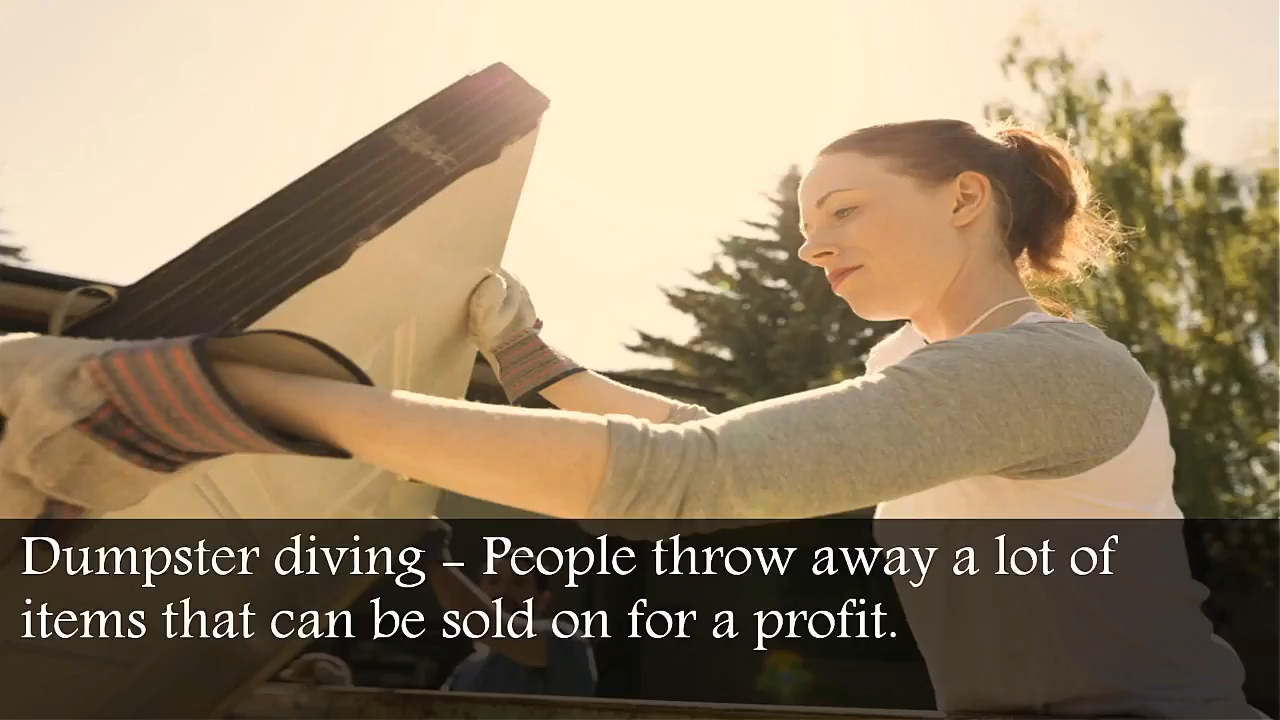 Dumpster diving – People throw away a lot of
items that can be sold on for a profit.